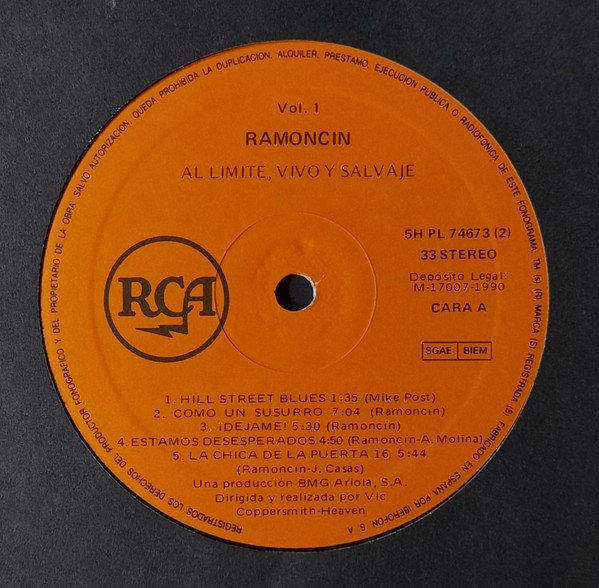 REGISTRADOS LOS DERECHOS DEL PRODUCTOR FONOGRAFICO Y DEL PROPIETARIO DE LA OBRA. SALVO AUTORIZACION, QUEDA PROHIBIDA LA DUPLICACION, ALQUILER, PRESTAMO, EJECUCION PUBLICA O RADIOFONICA DE ESTE FONOGRAMA TM (s) (R) MARCA (S) REGISTRADA (S) FABRICADO EN ESPAÑA POR IBEROFON, S. A
Vol. 1
RAMONCIN
AL LIMITE, VIVO Y SALVAJE
5H PL 74673 (2)
33 STEREO
Depósito Legal:
M-17007-1990
CARA A
RCA
SGAE BIEM
1. HILL STREET BLUES 1:35 (Mike Post)
2. COMO UN SUSURRO 7:04 (Ramoncín)
3. ¡DEJAME! 5:30 (Ramoncín)
4. ESTAMOS DESESPERADOS 4:50 (Ramoncín-A. Molina)
5. LA CHICA DE LA PUERTA 16 5:44
(Ramoncín-J. Casas)
Una producción BMG Ariola, S.A.
Dirigida y realizada por Vic
Coppersmith-Heaven